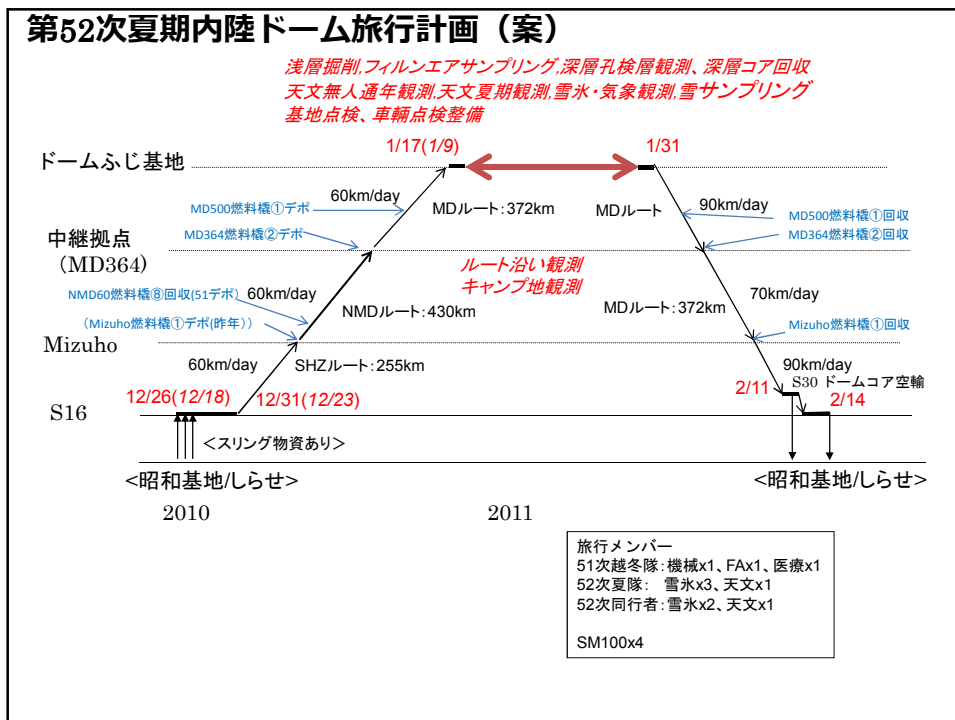 第52次夏期内陸ドーム旅行計画（案）
浅層掘削,フィルンエアサンプリング,深層孔検層観測、深層コア回収
天文無人通年観測,天文夏期観測,雪氷・気象観測,雪サンプリング
基地点検、車輌点検整備
1/17(1/9)
1/31
ドームふじ基地
60km/day
MD500燃料橇①デポ
MDルート：372km
MDルート
90km/day
MD500燃料橇①回収
MD364燃料橇②デポ
MD364燃料橇②回収
中継拠点
（MD364）
ルート沿い観測
キャンプ地観測
NMD60燃料橇⑧回収(51デポ)
60km/day
NMDルート：430km
MDルート：372km
70km/day
（Mizuho燃料橇①デポ(昨年））
Mizuho燃料橇①回収
Mizuho
60km/day
SHZルート：255km
90km/day
S30 ドームコア空輸
12/26(12/18)
12/31(12/23)
2/11
2/14
S16
＜スリング物資あり＞
<昭和基地/しらせ>
<昭和基地/しらせ>
2010
2011
旅行メンバー
51次越冬隊：機械x1、FAx1、医療x1
52次夏隊：　雪氷x3、天文x1
52次同行者：雪氷x2、天文x1
SM100x4